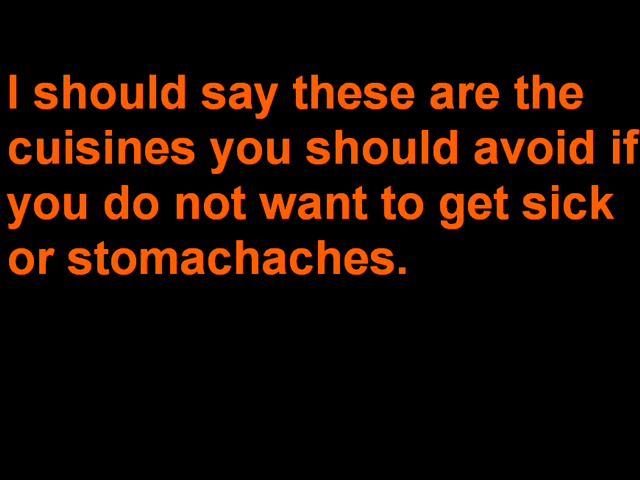 I should say these are the
cuisines you should avoid if
you do not want to get sick
or stomachaches.